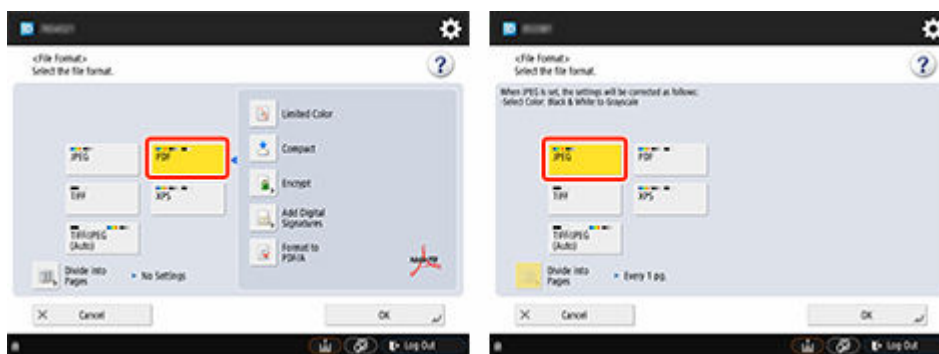 <File Format>
Select the file format.
JPEG
PDF
TIFF
XPS
TIFF/JPEG
(Auto)
Divide into
Pages
No Settings
Limited Color
Compact
Encrypt
Add Digital
Signatures
Format to
PDF/A
Adobe PDF
Cancel
OK
Log Out
<File Format>
Select the file format.
When JPEG is set, the settings will be corrected as follows:
Select Color: Black & White to Grayscale
JPEG
PDF
TIFF
XPS
TIFF/JPEG
(Auto)
Divide into
Pages
Every 1 pg.
Cancel
OK
Log Out